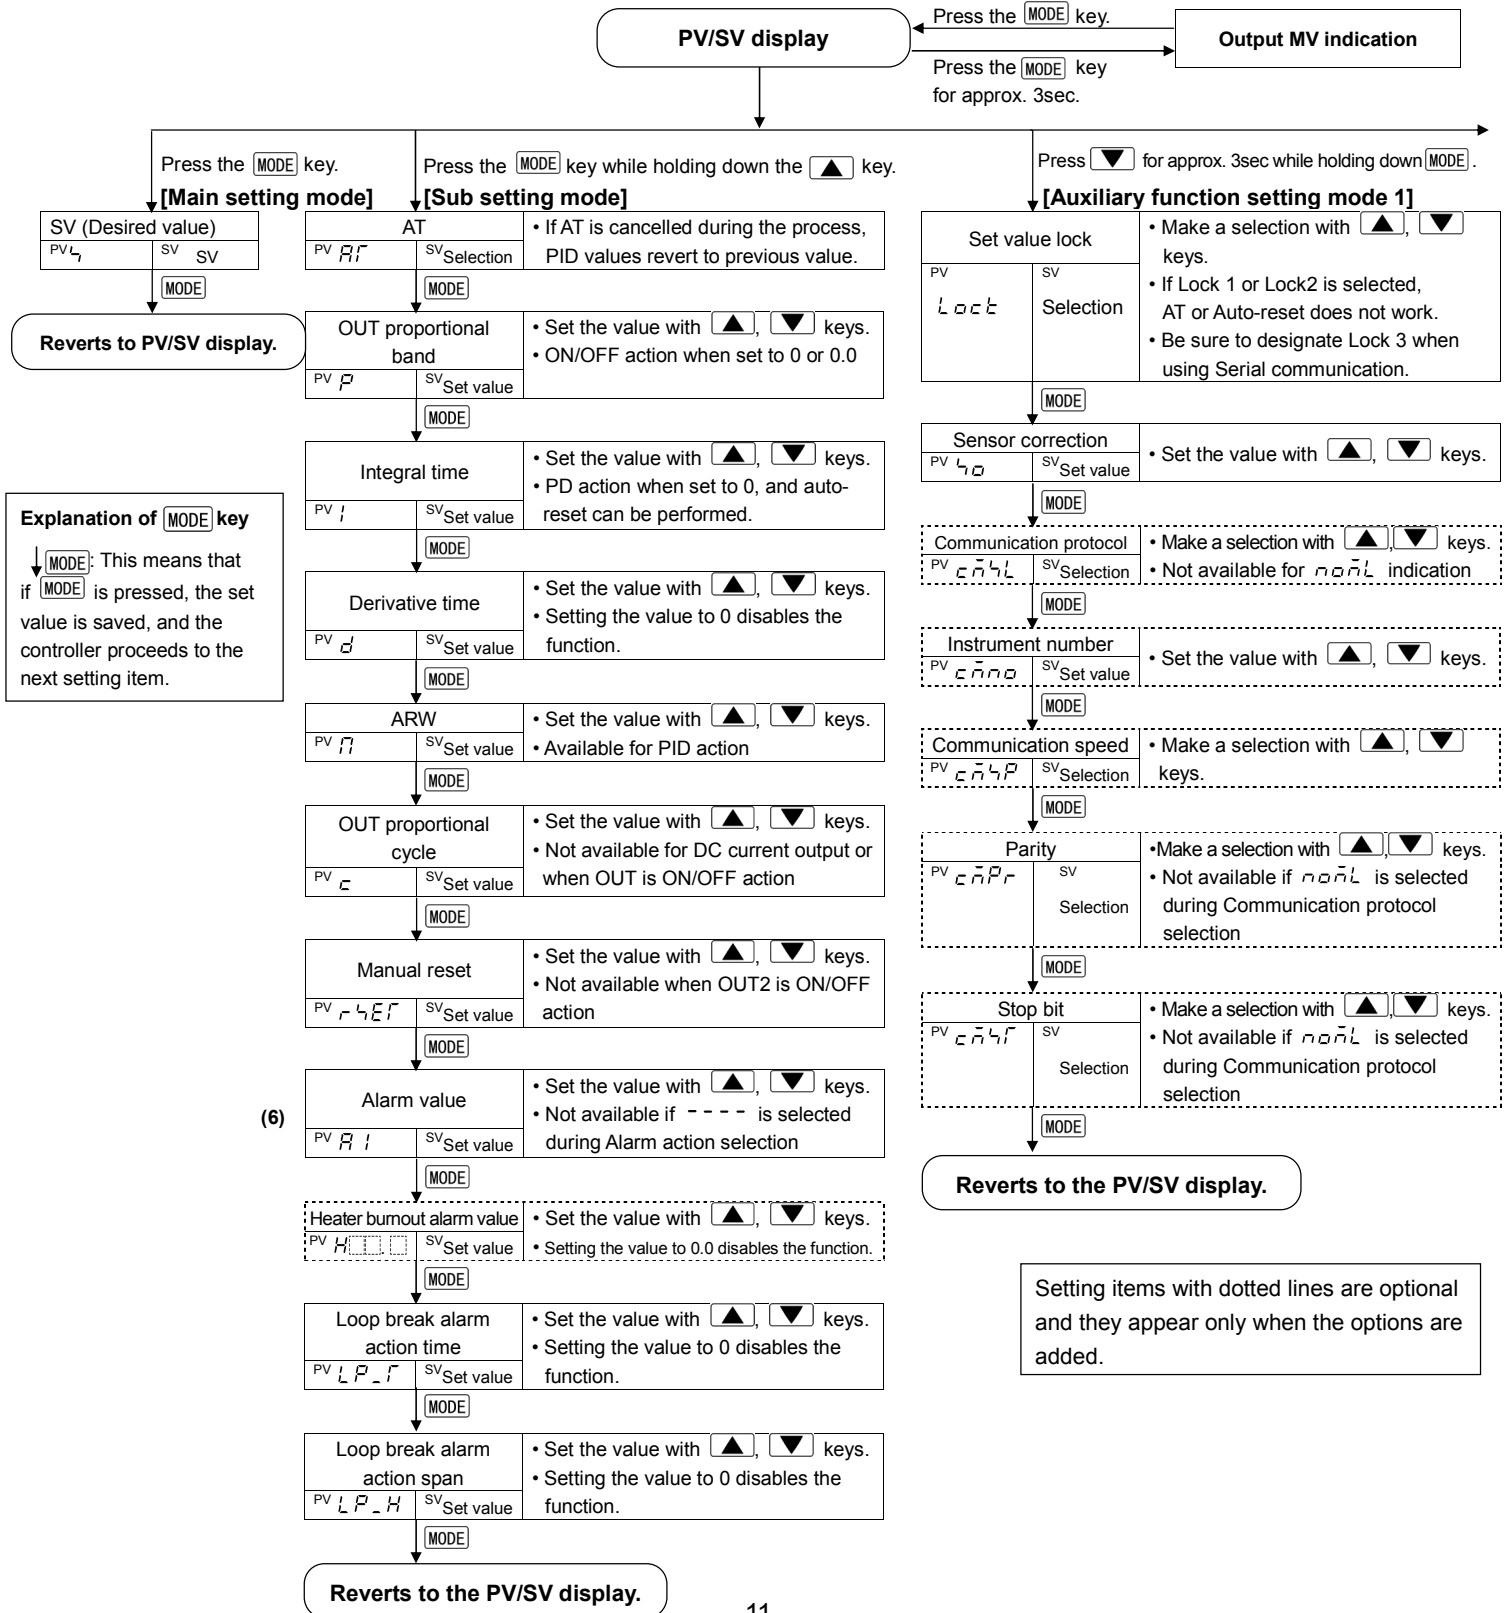 PV/SV display
Press the MODE key.
Output MV indication
Press the MODE key
for approx. 3sec.
Press the MODE key.
[Main setting mode]
SV (Desired value)
PV SV SV
MODE
Reverts to PV/SV display.
Explanation of MODE key
MODE: This means that
if MODE is pressed, the set
value is saved, and the
controller proceeds to the
next setting item.
Press the MODE key while holding down the ▲ key.
[Sub setting mode]
AT
PV AT SV Selection
• If AT is cancelled during the process,
PID values revert to previous value.
MODE
OUT proportional
band
PV P SV Set value
• Set the value with ▲, ▼ keys.
• ON/OFF action when set to 0 or 0.0
MODE
Integral time
PV I SV Set value
• Set the value with ▲, ▼ keys.
• PD action when set to 0, and auto-
reset can be performed.
MODE
Derivative time
PV d SV Set value
• Set the value with ▲, ▼ keys.
• Setting the value to 0 disables the
function.
MODE
ARW
PV SV Set value
• Set the value with ▲, ▼ keys.
• Available for PID action
MODE
OUT proportional
cycle
PV c SV Set value
• Set the value with ▲, ▼ keys.
• Not available for DC current output or
when OUT is ON/OFF action
MODE
Manual reset
PV rSET SV Set value
• Set the value with ▲, ▼ keys.
• Not available when OUT2 is ON/OFF
action
MODE
(6)
Alarm value
PV A1 SV Set value
• Set the value with ▲, ▼ keys.
• Not available if ---- is selected
during Alarm action selection
MODE
Heater burnout alarm value
PV H . SV Set value
• Set the value with ▲, ▼ keys.
• Setting the value to 0.0 disables the function.
MODE
Loop break alarm
action time
PV LP_T SV Set value
• Set the value with ▲, ▼ keys.
• Setting the value to 0 disables the
function.
MODE
Loop break alarm
action span
PV LP_H SV Set value
• Set the value with ▲, ▼ keys.
• Setting the value to 0 disables the
function.
MODE
Reverts to the PV/SV display.
Press ▼ for approx. 3sec while holding down MODE.
[Auxiliary function setting mode 1]
Set value lock
PV Lock SV Selection
• Make a selection with ▲, ▼
keys.
• If Lock 1 or Lock2 is selected,
AT or Auto-reset does not work.
• Be sure to designate Lock 3 when
using Serial communication.
MODE
Sensor correction
PV So SV Set value
• Set the value with ▲, ▼ keys.
MODE
Communication protocol
PV cmSL SV Selection
• Make a selection with ▲,▼ keys.
• Not available for nomL indication
MODE
Instrument number
PV cmno SV Set value
• Set the value with ▲, ▼ keys.
MODE
Communication speed
PV cmSP SV Selection
• Make a selection with ▲, ▼
keys.
MODE
Parity
PV cmPr SV Selection
•Make a selection with ▲,▼ keys.
• Not available if nomL is selected
during Communication protocol
selection
MODE
Stop bit
PV cmST SV Selection
• Make a selection with ▲,▼ keys.
• Not available if nomL is selected
during Communication protocol
selection
MODE
Reverts to the PV/SV display.
Setting items with dotted lines are optional
and they appear only when the options are
added.